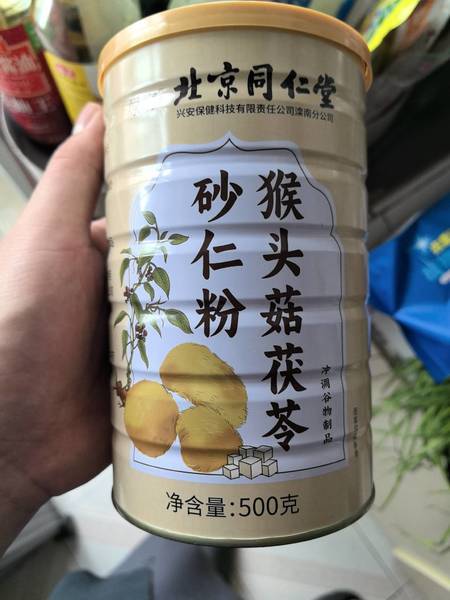 北京同仁堂
兴安保健科技有限责任公司滦南分公司
猴头菇茯苓
砂仁粉
冲调谷物制品
净含量:500克